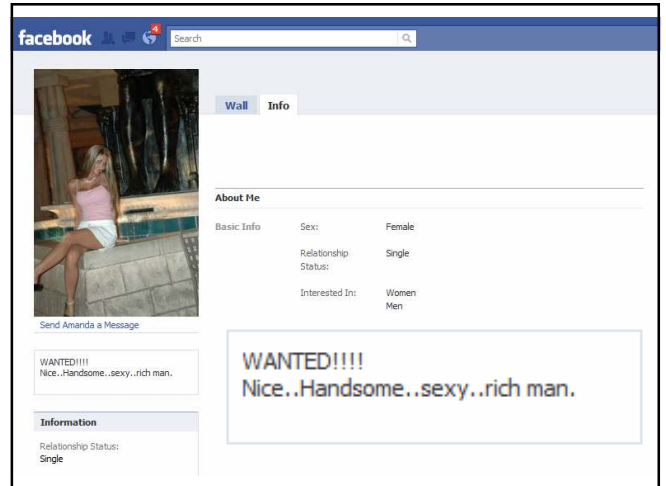 facebook 4 Search
Wall Info
About Me
Basic Info Sex: Female
Relationship Status: Single
Interested In: Women
Men
Send Amanda a Message
WANTED!!!!
Nice..Handsome..sexy..rich man.
Information
Relationship Status:
Single
WANTED!!!!
Nice..Handsome..sexy..rich man.